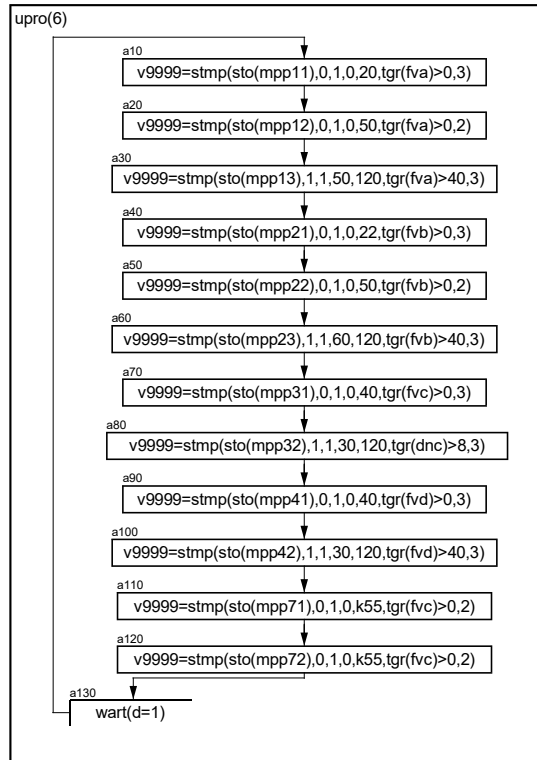 upro(6)
a10
v9999=stmp(sto(mpp11),0,1,0,20,tgr(fva)>0,3)
a20
v9999=stmp(sto(mpp12),0,1,0,50,tgr(fva)>0,2)
a30
v9999=stmp(sto(mpp13),1,1,50,120,tgr(fva)>40,3)
a40
v9999=stmp(sto(mpp21),0,1,0,22,tgr(fvb)>0,3)
a50
v9999=stmp(sto(mpp22),0,1,0,50,tgr(fvb)>0,2)
a60
v9999=stmp(sto(mpp23),1,1,60,120,tgr(fvb)>40,3)
a70
v9999=stmp(sto(mpp31),0,1,0,40,tgr(fvc)>0,3)
a80
v9999=stmp(sto(mpp32),1,1,30,120,tgr(dnc)>8,3)
a90
v9999=stmp(sto(mpp41),0,1,0,40,tgr(fvd)>0,3)
a100
v9999=stmp(sto(mpp42),1,1,30,120,tgr(fvd)>40,3)
a110
v9999=stmp(sto(mpp71),0,1,0,k55,tgr(fvc)>0,2)
a120
v9999=stmp(sto(mpp72),0,1,0,k55,tgr(fvc)>0,2)
a130
wart(d=1)